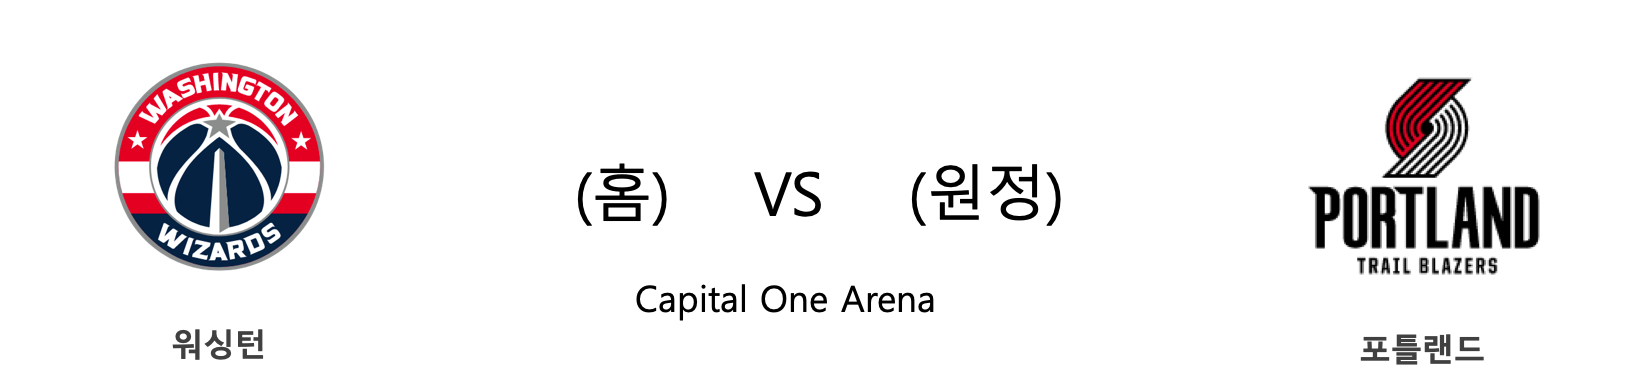 WASHINGTON
WIZARDS
워싱턴
(홈) VS (원정)
Capital One Arena
PORTLAND
TRAIL BLAZERS
포틀랜드